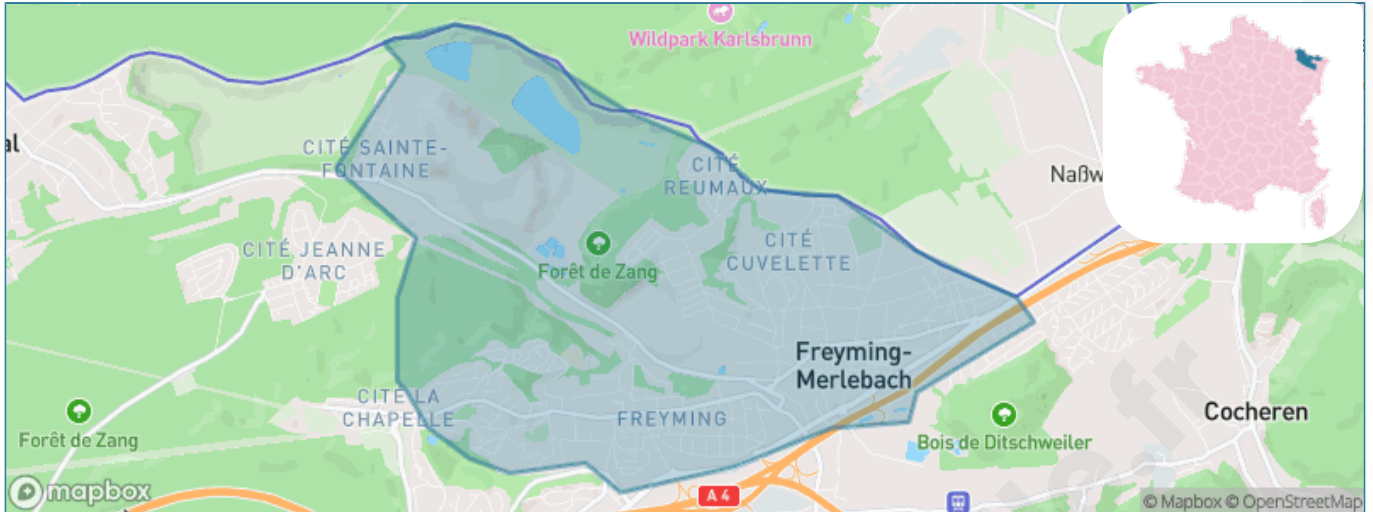 Wildpark Karlsbrunn
al
CITÉ SAINTE-
FONTAINE
CITÉ
REUMAUX
Naßw
CITÉ JEANNE
D'ARC
CITÉ
CUVELETTE
Forêt de Zang
Freyming-
Merlebach
CITÉ LA
CHAPELLE
FREYMING
Cocheren
Forêt de Zang
Bois de Ditschweiler
mapbox
A 4
© Mapbox © OpenStreetMap